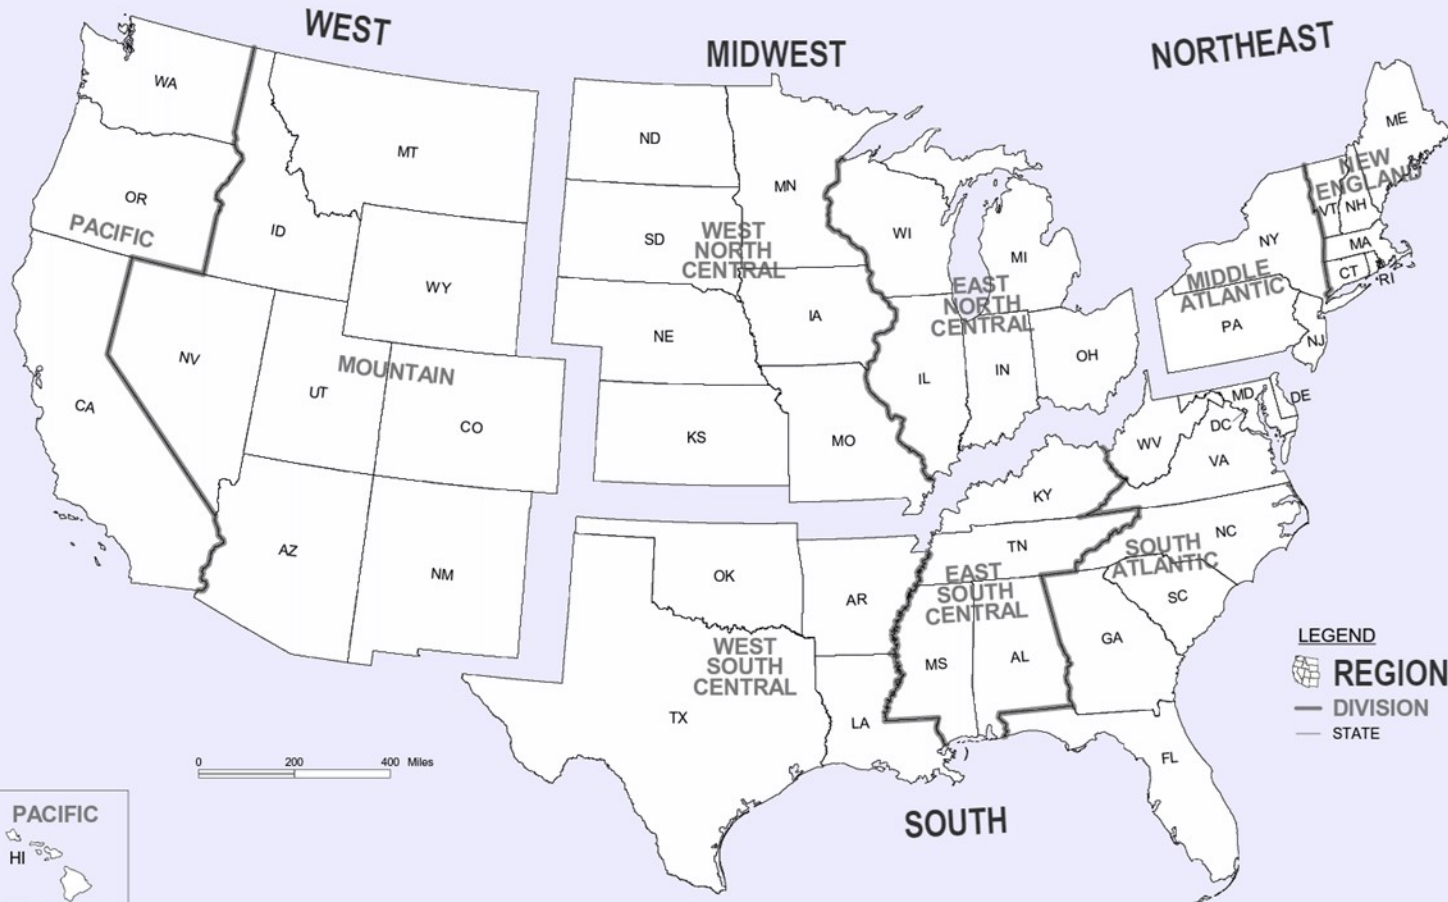 WEST
MIDWEST
NORTHEAST
WA
MT
OR
ID
PACIFIC
WY
NV
MOUNTAIN
UT
CO
CA
AZ
NM
ND
MN
SD
WEST
NORTH
CENTRAL
NE
IA
KS
MO
WI
MI
EAST
NORTH
CENTRAL
IL
IN
OH
ME
NEW
ENGLAND
VT
NH
NY
MA
CT
RI
MIDDLE
ATLANTIC
PA
NJ
MD
DE
WV
DC
VA
KY
NC
TN
SOUTH
ATLANTIC
SC
GA
EAST
SOUTH
CENTRAL
MS
AL
OK
AR
WEST
SOUTH
CENTRAL
TX
LA
FL
SOUTH
LEGEND
REGION
DIVISION
STATE
0 200 400 Miles
PACIFIC
HI